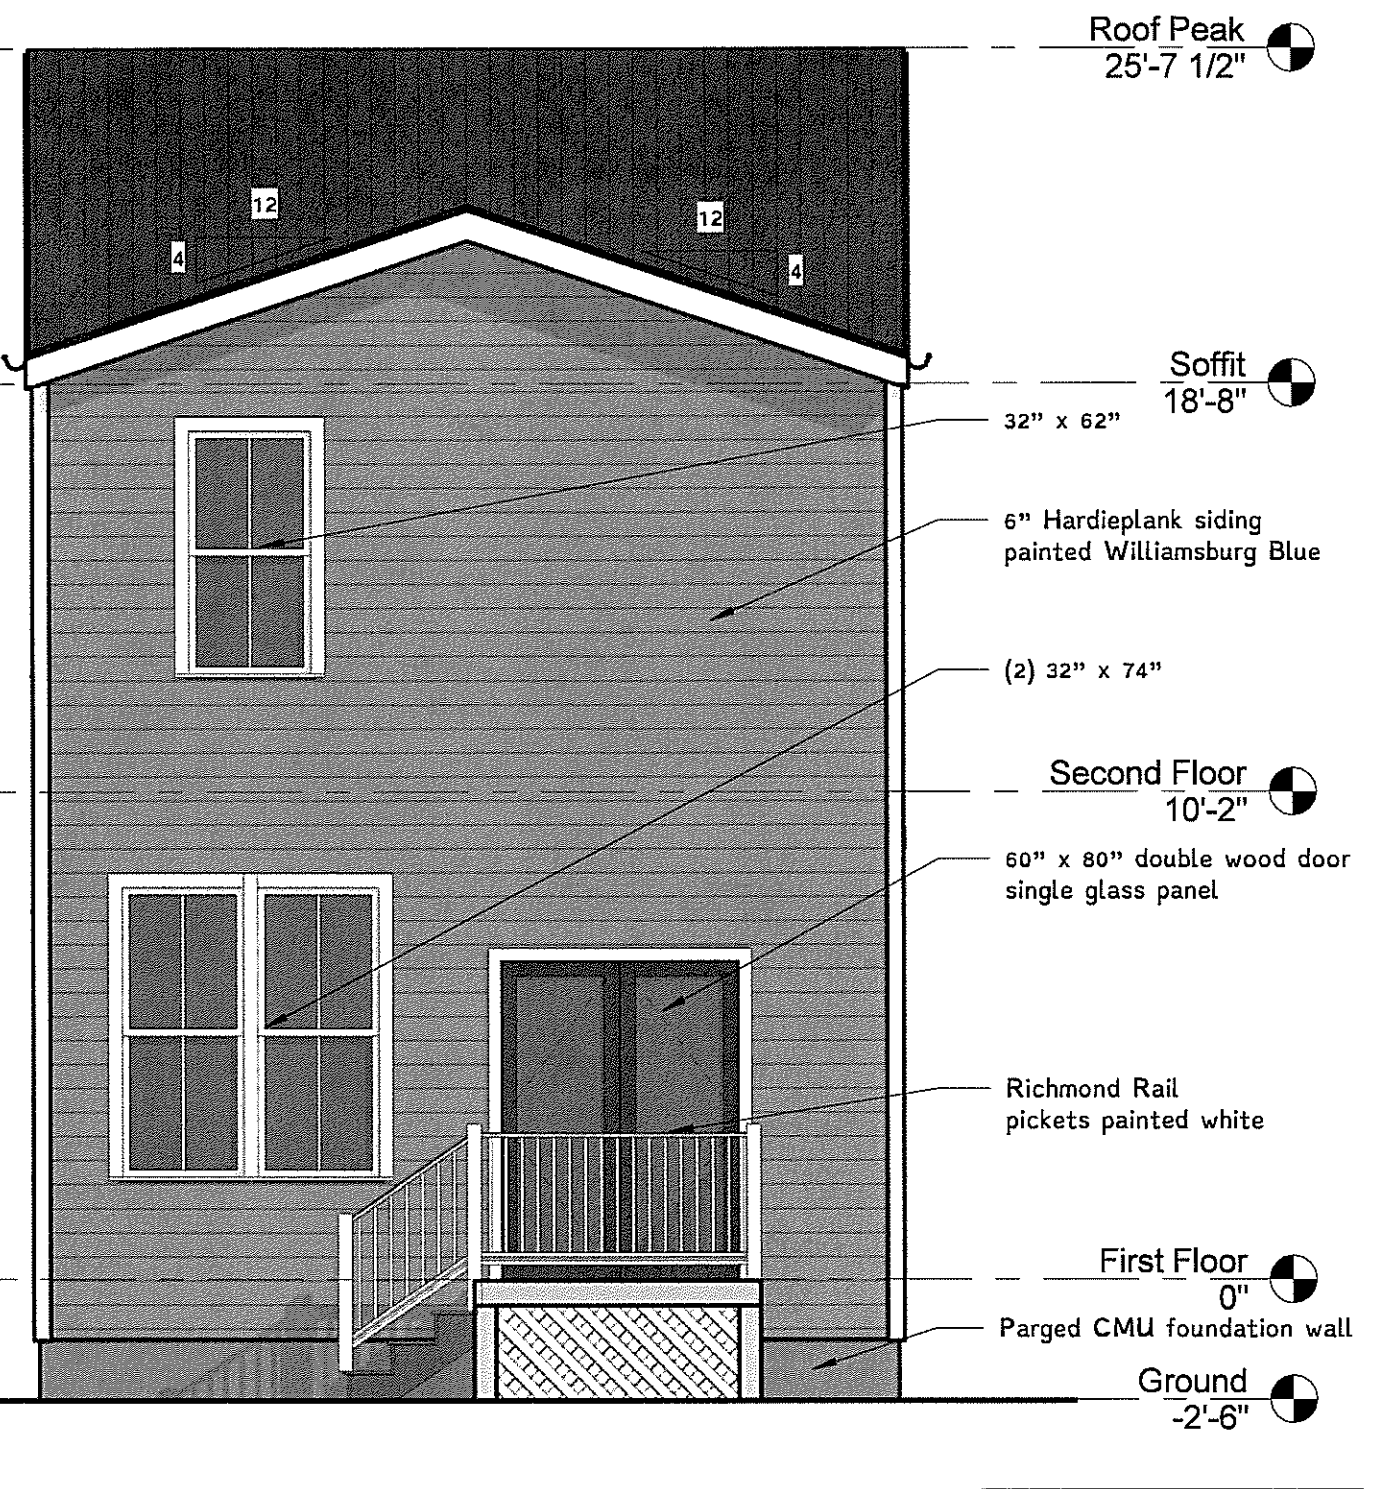 Roof Peak
25'-7 1/2"
12
12
4
4
Soffit
18'-8"
32” x 62”
6” Hardieplank siding
painted Williamsburg Blue
(2) 32” x 74”
Second Floor
10'-2"
60” x 80” double wood door
single glass panel
Richmond Rail
pickets painted white
First Floor
0"
Parged CMU foundation wall
Ground
-2'-6"